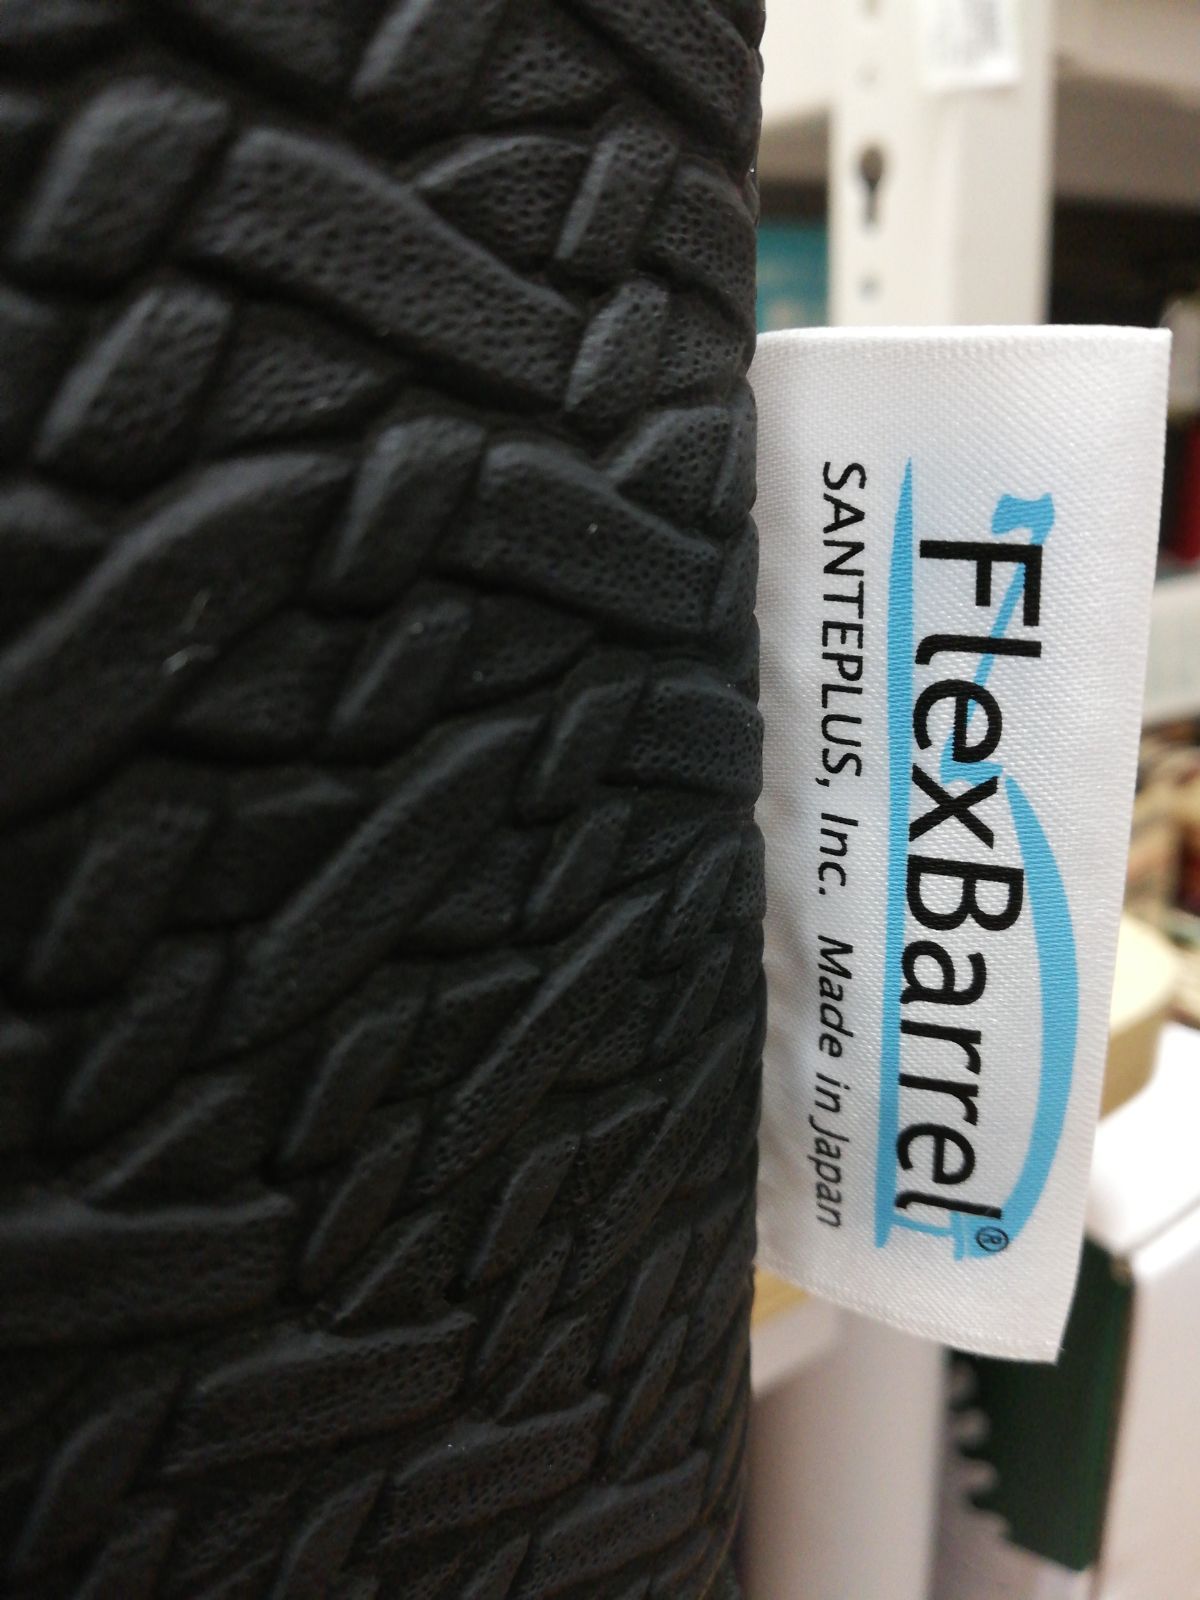 FlexBarrel®
SANTEPLUS, Inc. Made in Japan